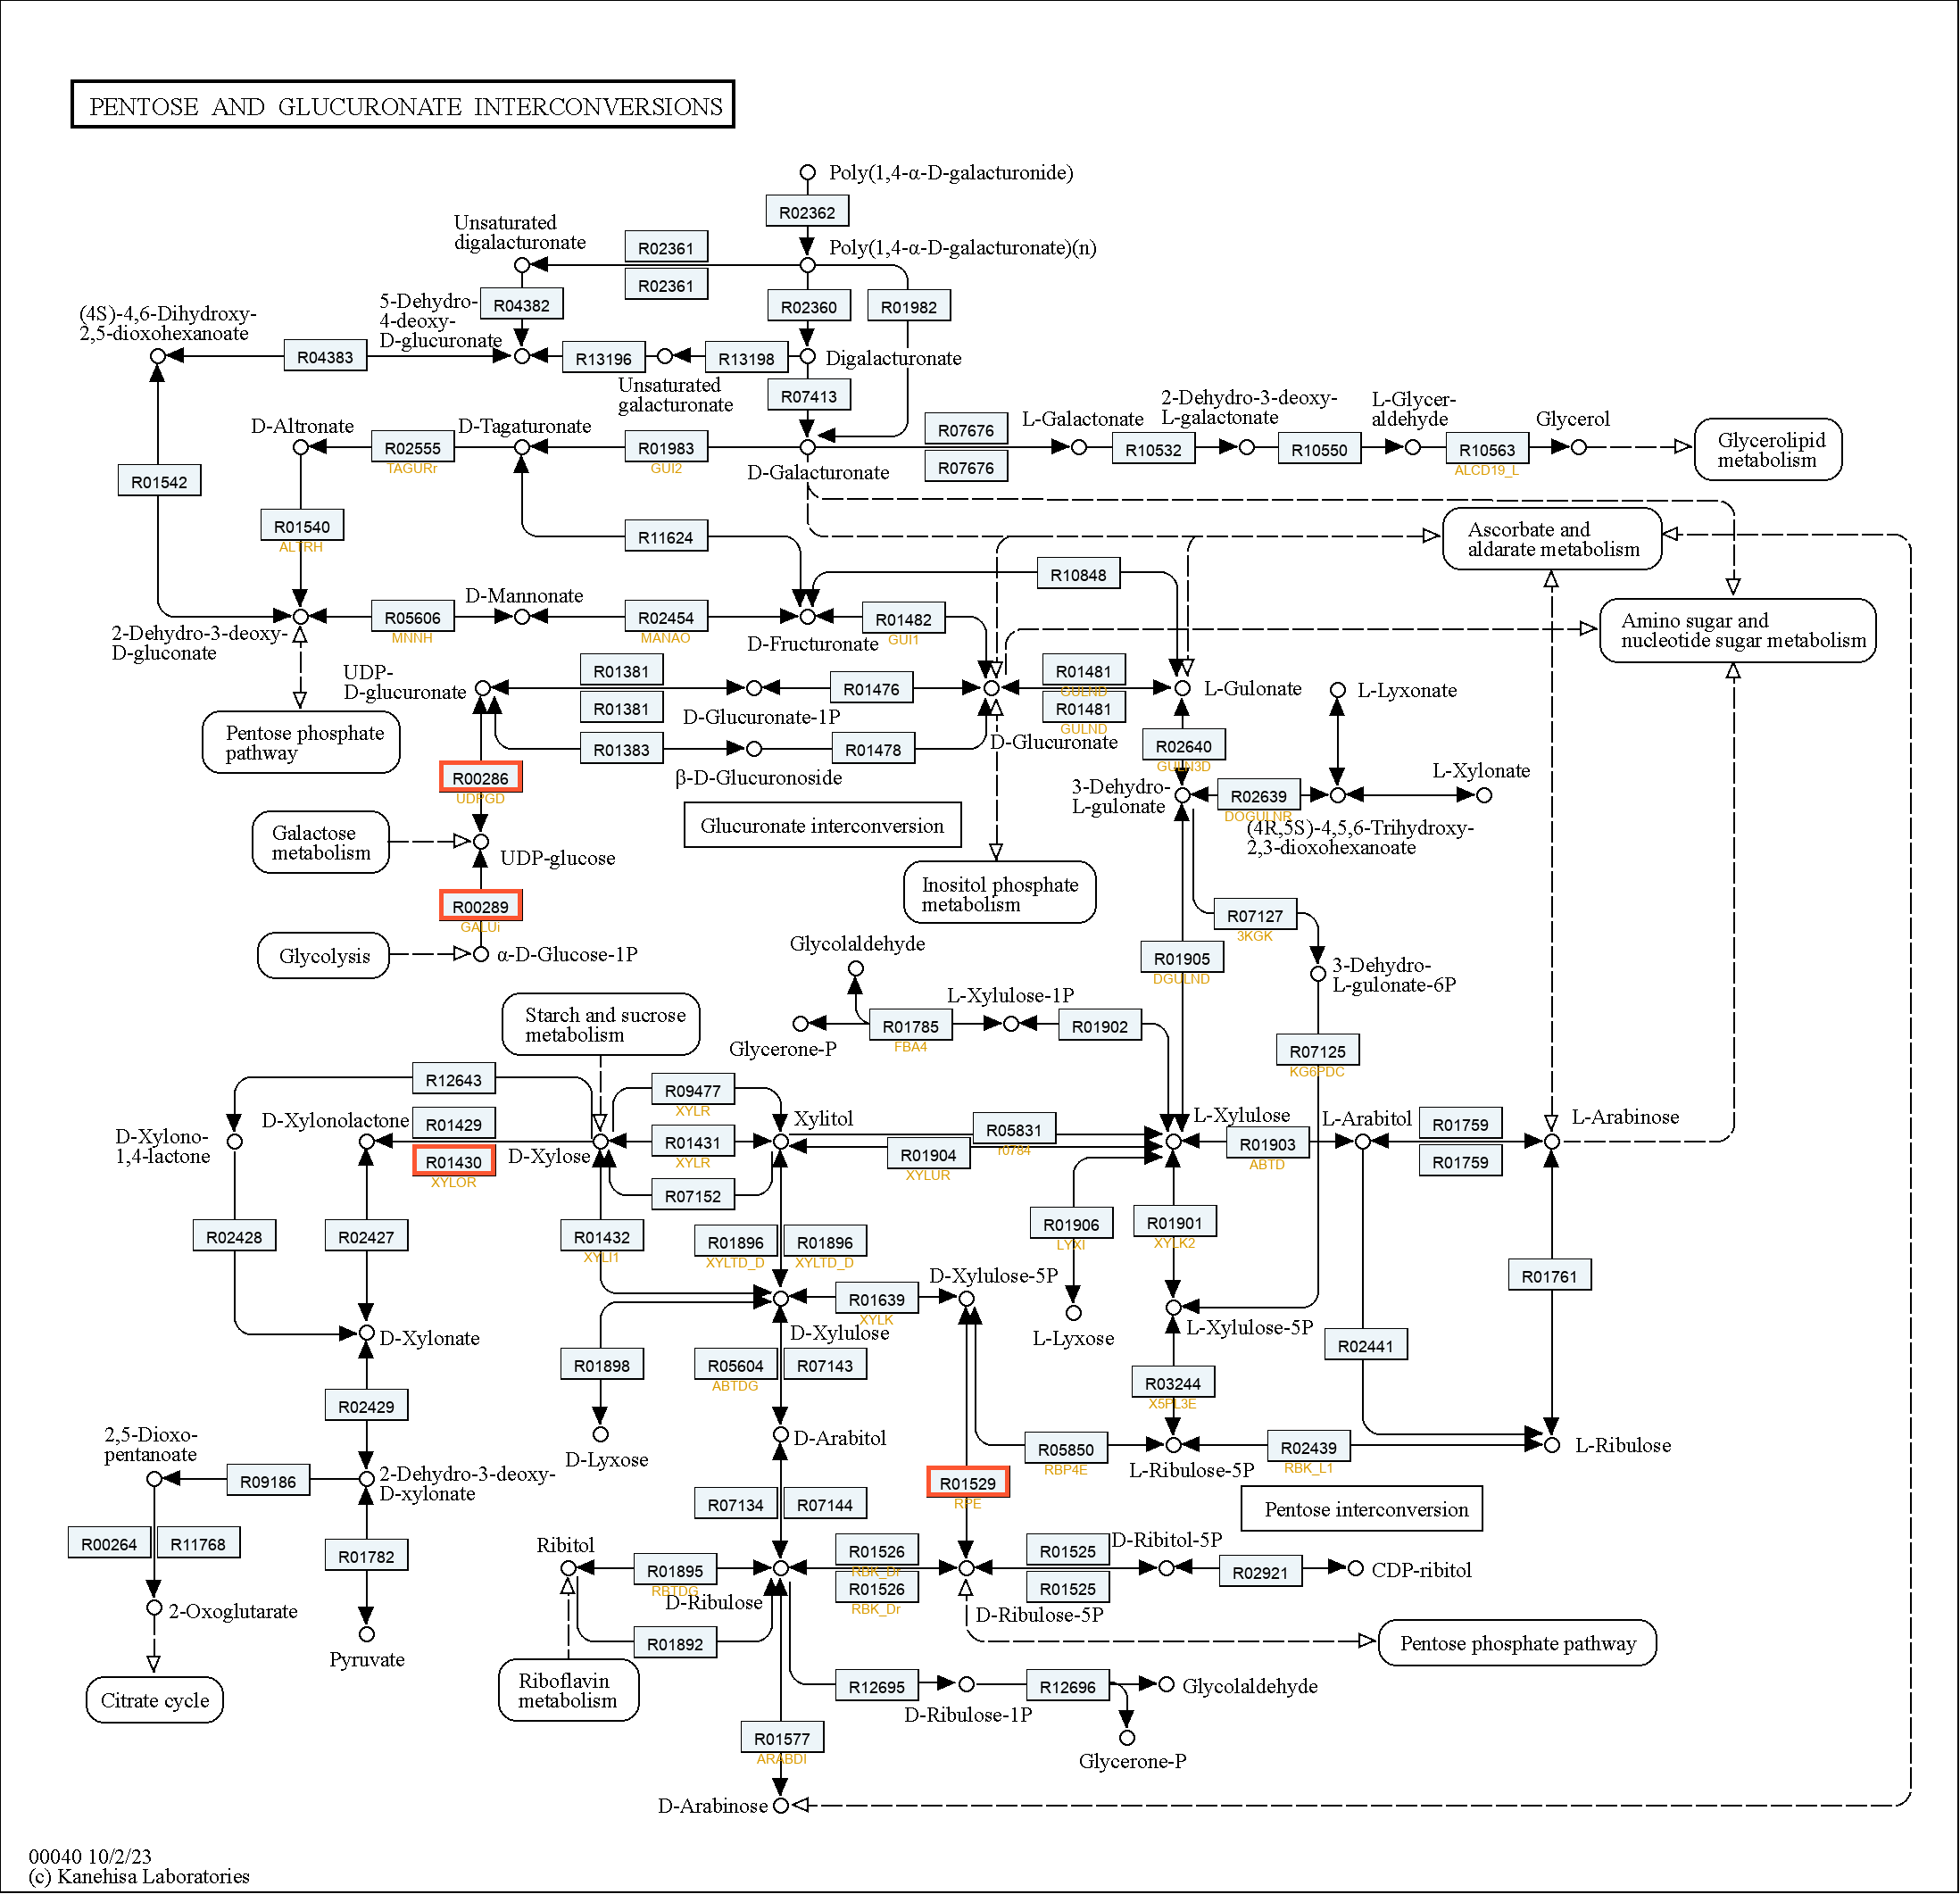 PENTOSE AND GLUCURONATE INTERCONVERSIONS
Poly(1,4-α-D-galacturonide)
R02362
Unsaturated
digalacturonate
R02361
Poly(1,4-α-D-galacturonate)(n)
R02361
(4S)-4,6-Dihydroxy-
2,5-dioxohexanoate
5-Dehydro-
4-deoxy-
D-glucuronate
R04382
R02360
R01982
R04383
R13196
R13198
Digalacturonate
Unsaturated
galacturonate
R07413
D-Altronate
R02555
TAGURr
D-Tagaturonate
R01983
GUI2
D-Galacturonate
R07676
R07676
L-Galactonate
R10532
2-Dehydro-3-deoxy-
L-galactonate
R10550
L-Glycer-
aldehyde
R10563
ALCD19_L
Glycerol
Glycerolipid
metabolism
R01542
R01540
ALTRH
R11624
Ascorbate and
aldarate metabolism
R10848
D-Mannonate
R05606
MNNH
R02454
MANAO
D-Fructuronate
R01482
GUI1
Amino sugar and
nucleotide sugar metabolism
2-Dehydro-3-deoxy-
D-gluconate
UDP-
D-glucuronate
R01381
R01381
R01476
D-Glucuronate-1P
R01481
GULND
R01481
GULND
L-Gulonate
L-Lyxonate
Pentose phosphate
pathway
R01383
R01478
D-Glucuronate
β-D-Glucuronoside
R02640
GULN3D
R00286
UDPGD
3-Dehydro-
L-gulonate
R02639
DOGULNR
L-Xylonate
(4R,5S)-4,5,6-Trihydroxy-
2,3-dioxohexanoate
Galactose
metabolism
UDP-glucose
Glucuronate interconversion
Inositol phosphate
metabolism
R00289
GALUi
R07127
3KGK
Glycolysis
α-D-Glucose-1P
Glycolaldehyde
R01905
DGULND
3-Dehydro-
L-gulonate-6P
Starch and sucrose
metabolism
Glycerone-P
R01785
FBA4
L-Xylulose-1P
R01902
R07125
KG6PDC
R12643
R09477
XYLR
Xylitol
D-Xylono-
1,4-lactone
D-Xylonolactone
R01429
R01430
XYLOR
D-Xylose
R01431
XYLR
R07152
R05831
r0784
R01904
XYLUR
L-Xylulose
R01903
ABTD
L-Arabitol
R01759
R01759
L-Arabinose
R02428
R02427
R01432
XYLI1
R01896
XYLTD_D
R01896
XYLTD_D
R01906
LYXI
R01901
XYLK2
R01761
R01639
XYLK
D-Xylulose-5P
D-Xylulose
L-Lyxose
L-Xylulose-5P
R02441
D-Xylonate
R01898
R05604
ABTDG
R07143
R03244
X5PL3E
R02429
D-Lyxose
D-Arabitol
R05850
RBP4E
L-Ribulose-5P
R02439
RBK_L1
L-Ribulose
2,5-Dioxo-
pentanoate
R09186
2-Dehydro-3-deoxy-
D-xylonate
R01529
RPE
Pentose interconversion
R07134
R07144
R00264
R11768
R01782
Ribitol
R01895
RBTDG
D-Ribulose
R01526
RBK_Dr
R01526
RBK_Dr
R01525
R01525
D-Ribitol-5P
R02921
CDP-ribitol
2-Oxoglutarate
D-Ribulose-5P
R01892
Pyruvate
Pentose phosphate pathway
Citrate cycle
Riboflavin
metabolism
R12695
D-Ribulose-1P
R12696
Glycolaldehyde
Glycerone-P
R01577
ARABDI
D-Arabinose
00040 10/2/23
(c) Kanehisa Laboratories